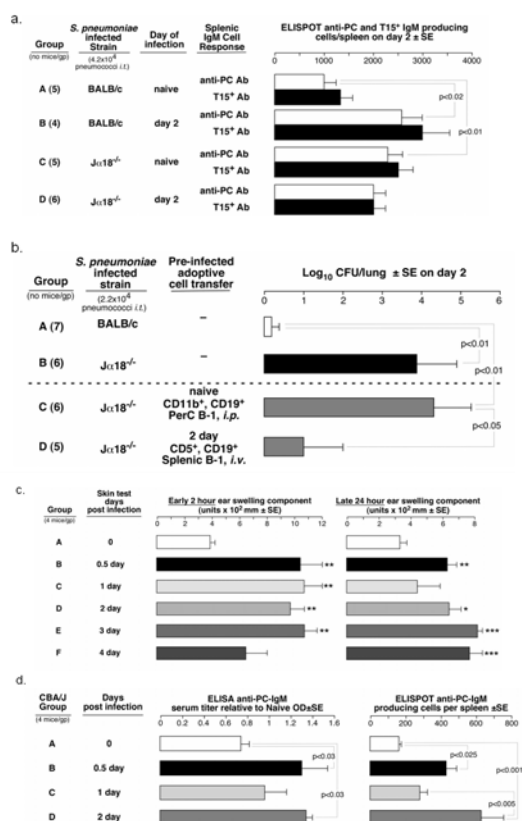 a.
Group
(no mice/gp)
S. pneumoniae
infected
Strain
(4.2x10⁴
pneumococci i.t.)
Day of
infection
Splenic
IgM Cell
Response
ELISPOT anti-PC and T15⁺ IgM producing
cells/spleen on day 2 ± SE
0 1000 2000 3000 4000
A (5) BALB/c naive anti-PC Ab
T15⁺ Ab
p<0.02
B (4) BALB/c day 2 anti-PC Ab
T15⁺ Ab
p<0.01
C (5) Jα18⁻/⁻ naive anti-PC Ab
T15⁺ Ab
D (6) Jα18⁻/⁻ day 2 anti-PC Ab
T15⁺ Ab
b.
Group
(no mice/gp)
S. pneumoniae
infected
strain
(2.2x10⁴
pneumococci i.t.)
Pre-infected
adoptive
cell transfer
Log₁₀ CFU/lung ± SE on day 2
0 1 2 3 4 5 6
A (7) BALB/c –
p<0.01
B (6) Jα18⁻/⁻ –
p<0.01
C (6) Jα18⁻/⁻ naive
CD11b⁺, CD19⁺
PerC B-1, i.p.
p<0.05
D (5) Jα18⁻/⁻ 2 day
CD5⁺, CD19⁺
Splenic B-1, i.v.
c.
Group
(4 mice/gp)
Skin test
days
post infection
Early 2 hour ear swelling component
(units x 10² mm ± SE)
Late 24 hour ear swelling component
(units x 10² mm ± SE)
0 2 4 6 8 10 12
0 2 4 6 8
A 0
B 0.5 day ** **
C 1 day **
D 2 day ** *
E 3 day ** ***
F 4 day ***
d.
CBA/J
Group
(4 mice/gp)
Days
post infection
ELISA anti-PC-IgM
serum titer relative to Naive OD±SE
ELISPOT anti-PC-IgM
producing cells per spleen ±SE
0 0.2 0.4 0.6 0.8 1 1.2 1.4 1.6
0 200 400 600 800
A 0
p<0.03 p<0.025
B 0.5 day
p<0.001
p<0.03
C 1 day
p<0.005
D 2 day